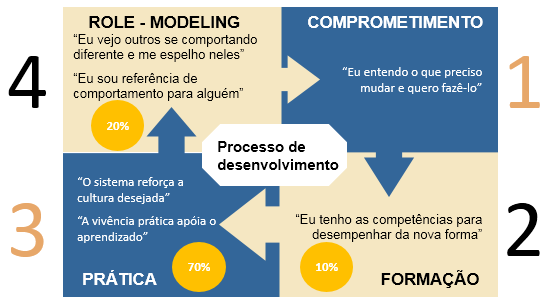 4
ROLE - MODELING
“Eu vejo outros se comportando
diferente e me espelho neles”
“Eu sou referência de
comportamento para alguém”
20%
COMPROMETIMENTO
“Eu entendo o que preciso
mudar e quero fazê-lo”
1
Processo de
desenvolvimento
3
“O sistema reforça a
cultura desejada”
“A vivência prática apóia o
aprendizado”
PRÁTICA
70%
“Eu tenho as competências para
desempenhar da nova forma”
10%
FORMAÇÃO
2